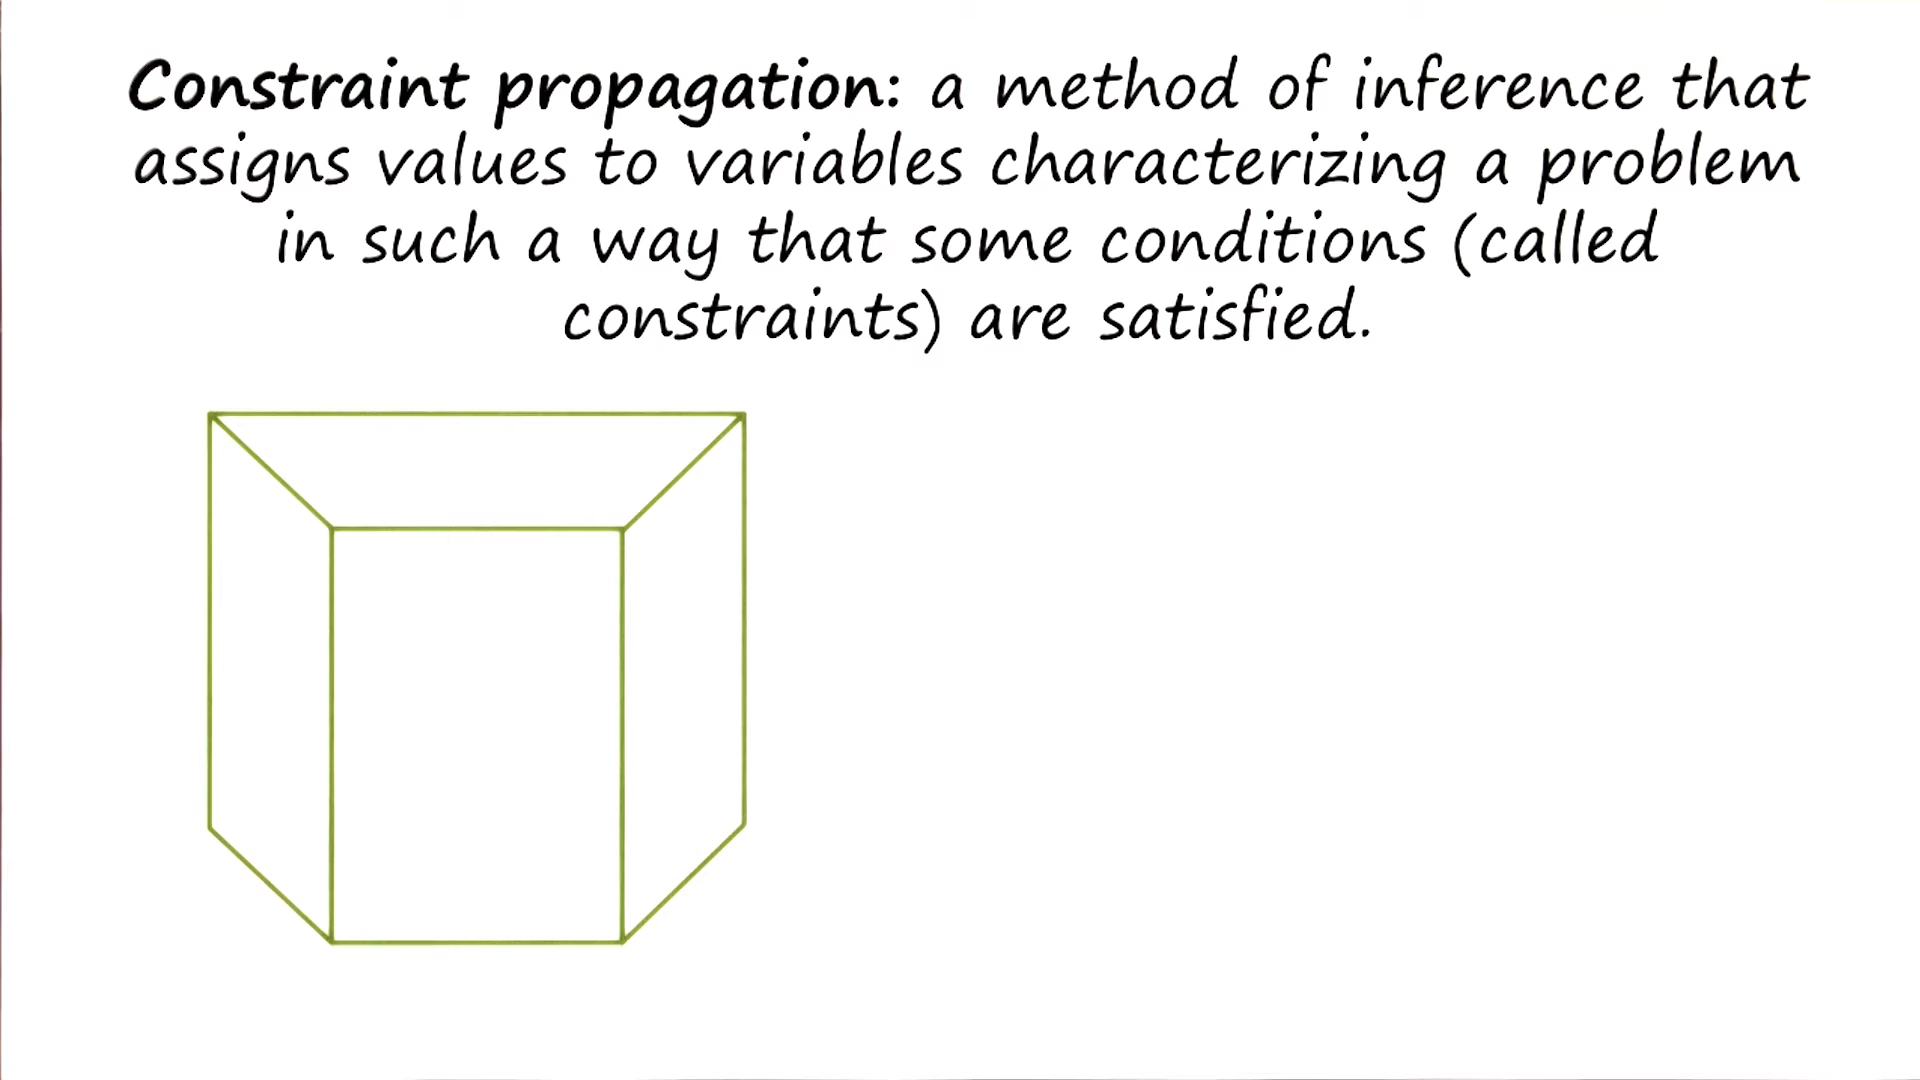 Constraint propagation: a method of inference that
assigns values to variables characterizing a problem
in such a way that some conditions (called
constraints) are satisfied.